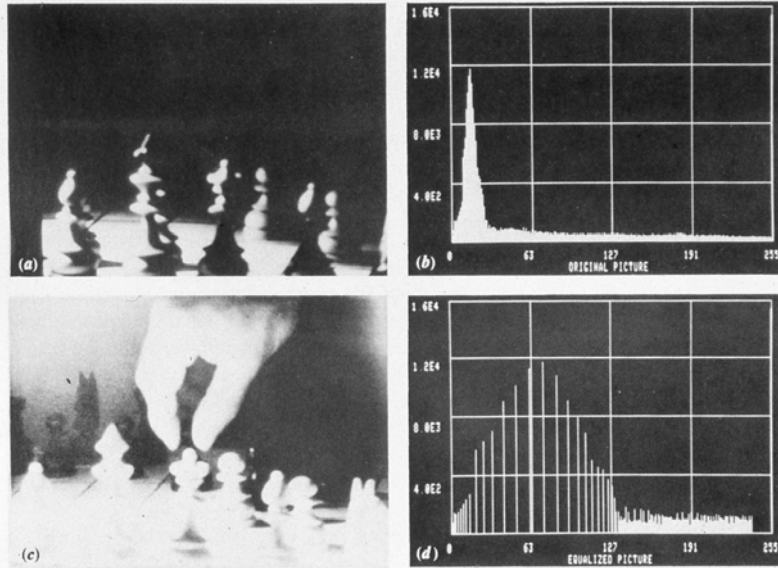 (a)
1.6E4
1.2E4
8.0E3
4.0E2
0 63 127 191 255
ORIGINAL PICTURE
(b)
(c)
1.6E4
1.2E4
8.0E3
4.0E2
0 63 127 191 255
EQUALIZED PICTURE
(d)